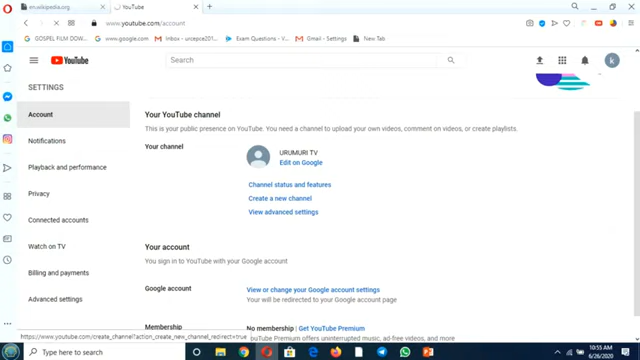 en.wikipedia.org
YouTube
www.youtube.com/account
GOSPEL FILM DOW...
www.google.com
Inbox - urcepce201...
Exam Questions - V...
Gmail - Settings
New Tab
YouTube
Search
k
SETTINGS
Account
Notifications
Playback and performance
Privacy
Connected accounts
Watch on TV
Billing and payments
Advanced settings
Your YouTube channel
This is your public presence on YouTube. You need a channel to upload your own videos, comment on videos, or create playlists.
Your channel
URUMURI TV
Edit on Google
Channel status and features
Create a new channel
View advanced settings
Your account
You sign in to YouTube with your Google account
Google account
View or change your Google account settings
Your will be redirected to your Google account page
Membership
No membership | Get YouTube Premium
YouTube Premium offers uninterrupted music, ad-free videos, and more
https://www.youtube.com/create_channel?action_create_new_channel_redirect=true
Type here to search
10:55 AM
6/26/2020